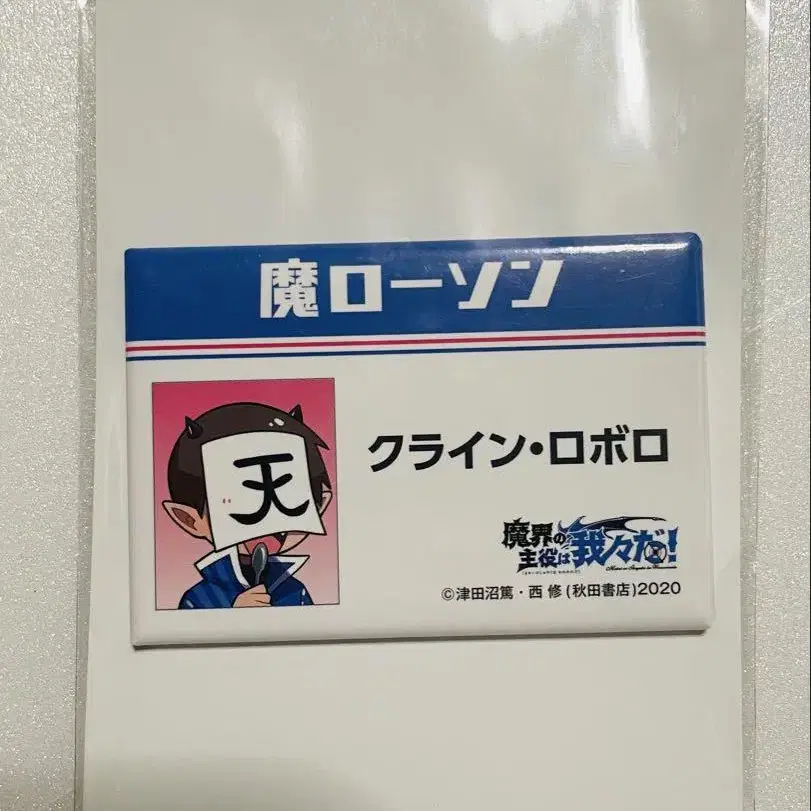 魔ローソン
天
クライン・ロボロ
魔界の
主役は我々だ!
©津田沼篤・西 修(秋田書店)2020